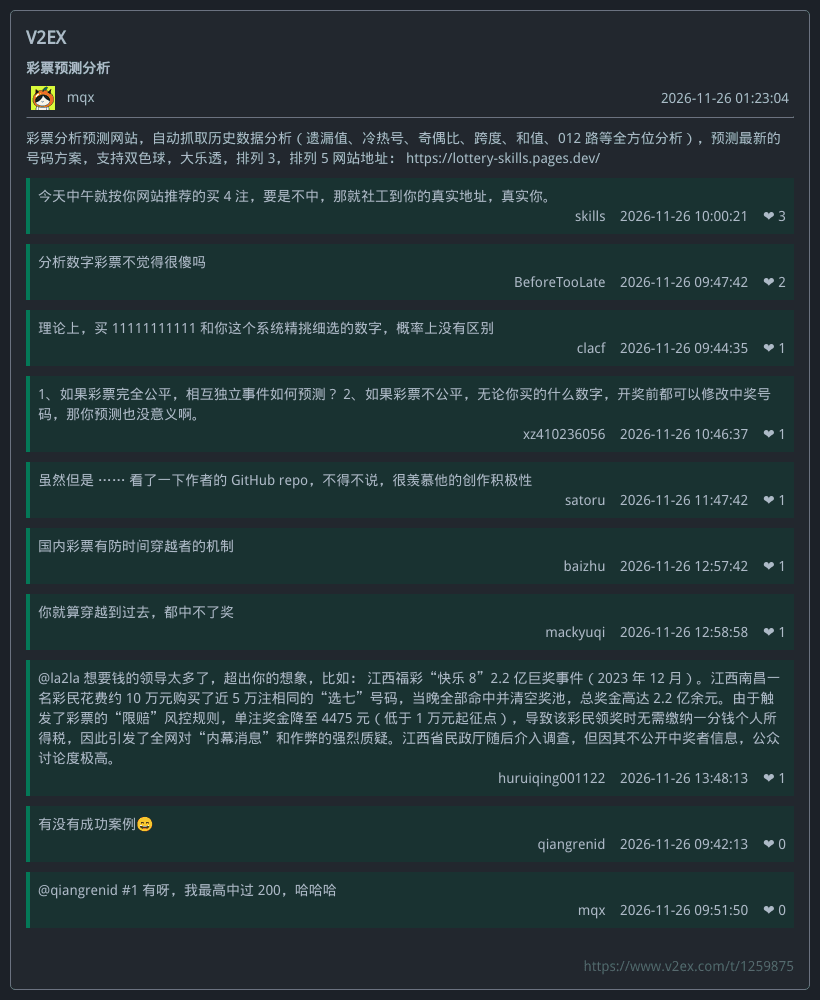 V2EX
彩票预测分析
mqx 2026-11-26 01:23:04
彩票分析预测网站，自动抓取历史数据分析（遗漏值、冷热号、奇偶比、跨度、和值、012 路等全方位分析），预测最新的
号码方案，支持双色球，大乐透，排列 3，排列 5 网站地址： https://lottery-skills.pages.dev/
今天中午就按你网站推荐的买 4 注，要是不中，那就社工到你的真实地址，真实你。
skills 2026-11-26 10:00:21 ❤ 3
分析数字彩票不觉得很傻吗
BeforeTooLate 2026-11-26 09:47:42 ❤ 2
理论上，买 11111111111 和你这个系统精挑细选的数字，概率上没有区别
clacf 2026-11-26 09:44:35 ❤ 1
1、如果彩票完全公平，相互独立事件如何预测？ 2、如果彩票不公平，无论你买的什么数字，开奖前都可以修改中奖号
码，那你预测也没意义啊。
xz410236056 2026-11-26 10:46:37 ❤ 1
虽然但是 …… 看了一下作者的 GitHub repo，不得不说，很羡慕他的创作积极性
satoru 2026-11-26 11:47:42 ❤ 1
国内彩票有防时间穿越者的机制
baizhu 2026-11-26 12:57:42 ❤ 1
你就算穿越到过去，都中不了奖
mackyuqi 2026-11-26 12:58:58 ❤ 1
@la2la 想要钱的领导太多了，超出你的想象，比如： 江西福彩“快乐 8”2.2 亿巨奖事件（2023 年 12 月）。江西南昌一
名彩民花费约 10 万元购买了近 5 万注相同的“选七”号码，当晚全部命中并清空奖池，总奖金高达 2.2 亿余元。由于触
发了彩票的“限赔”风控规则，单注奖金降至 4475 元（低于 1 万元起征点），导致该彩民领奖时无需缴纳一分钱个人所
得税，因此引发了全网对“内幕消息”和作弊的强烈质疑。江西省民政厅随后介入调查，但因其不公开中奖者信息，公众
讨论度极高。
huruiqing001122 2026-11-26 13:48:13 ❤ 1
有没有成功案例😄
qiangrenid 2026-11-26 09:42:13 ❤ 0
@qiangrenid #1 有呀，我最高中过 200，哈哈哈
mqx 2026-11-26 09:51:50 ❤ 0
https://www.v2ex.com/t/1259875